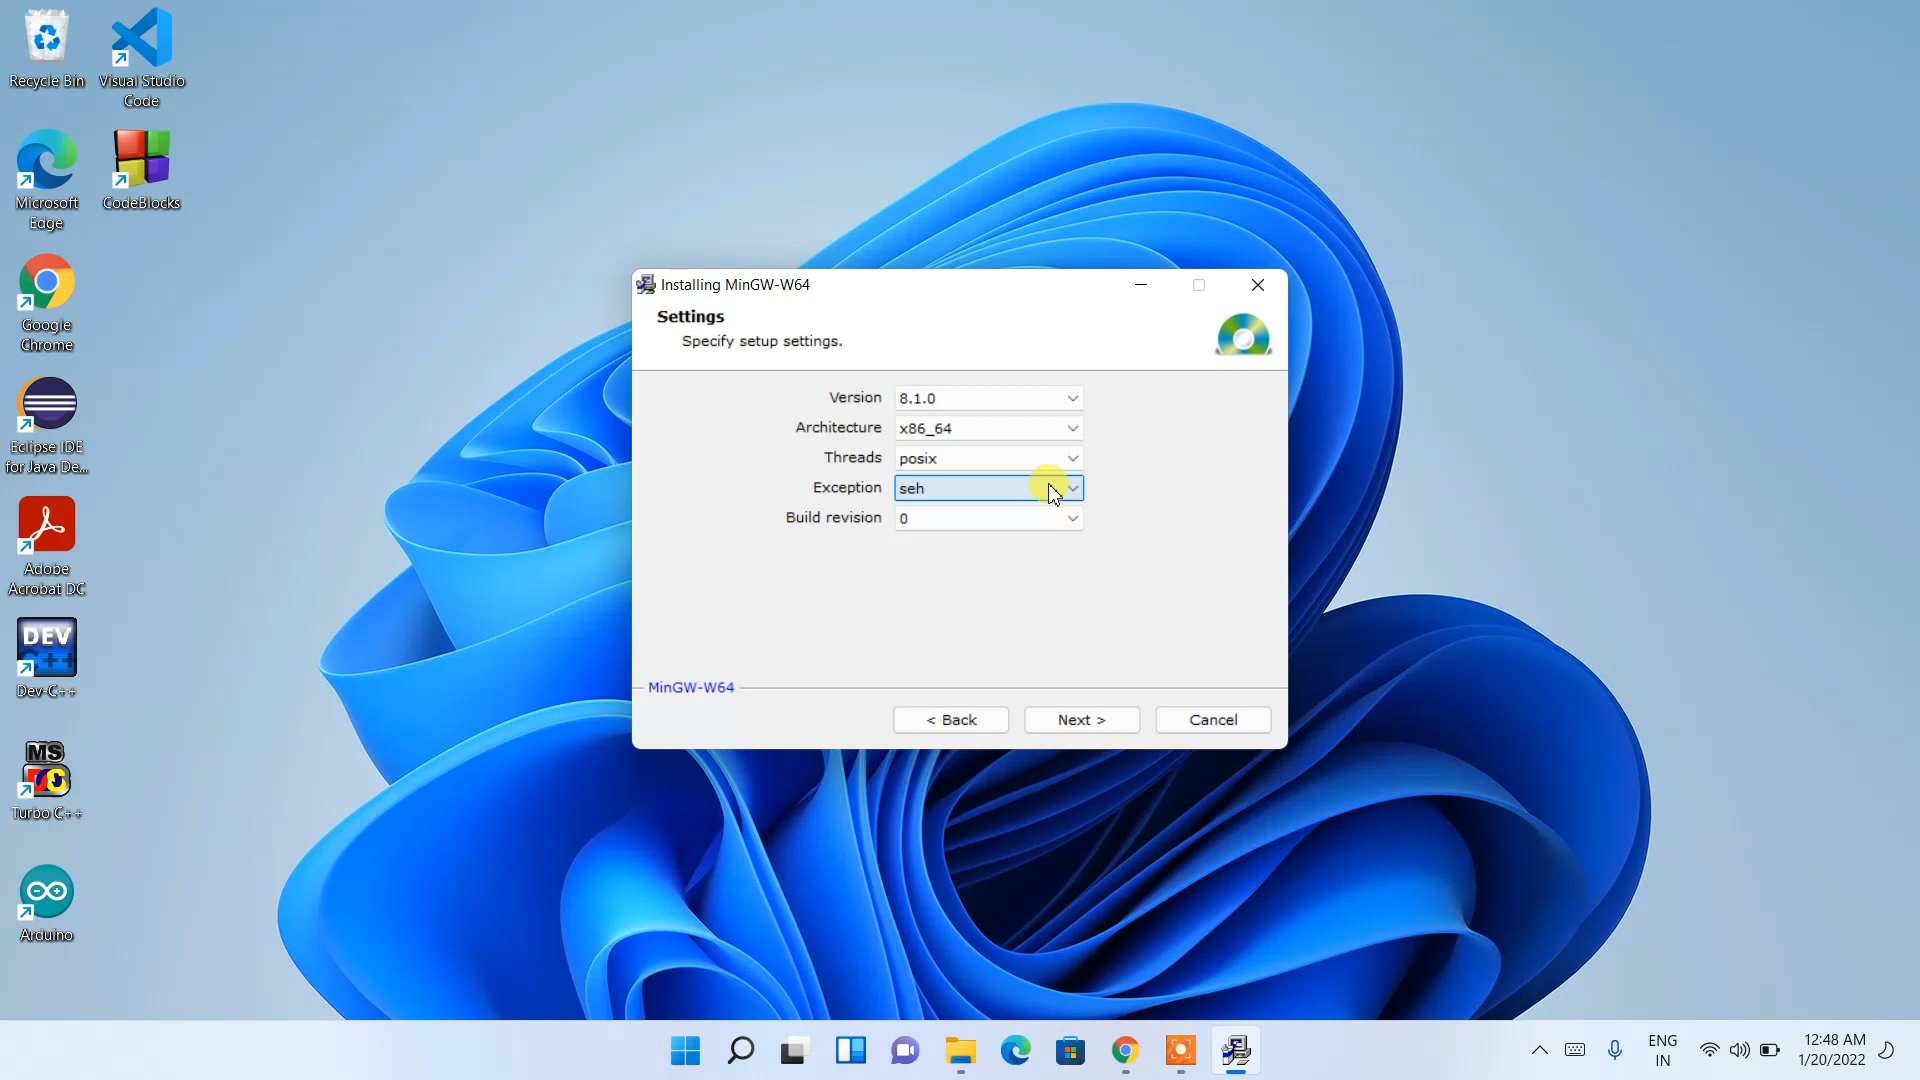 Recycle Bin
Visual Studio
Code
Microsoft
Edge
CodeBlocks
Google
Chrome
Eclipse IDE
for Java De...
Adobe
Acrobat DC
DEV
C++
Dev-C++
MS
DOS
Turbo C++
Arduino
Installing MinGW-W64
Settings
Specify setup settings.
Version 8.1.0
Architecture x86_64
Threads posix
Exception seh
Build revision 0
MinGW-W64
< Back Next > Cancel
ENG
IN
12:48 AM
1/20/2022